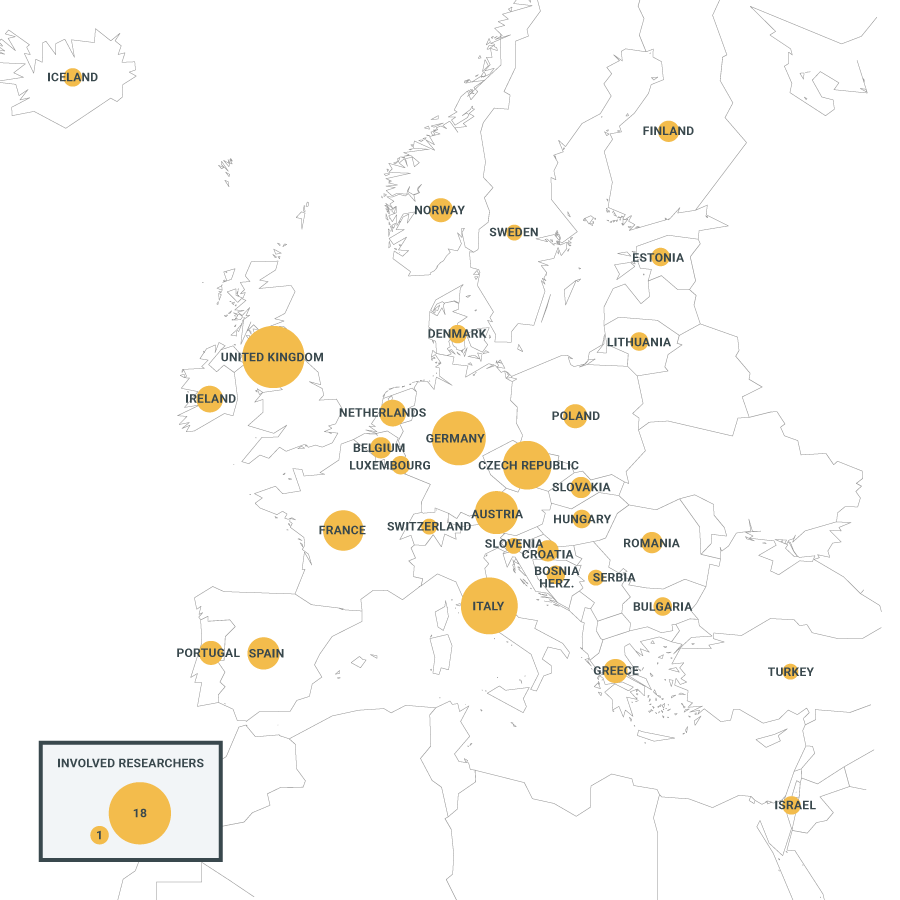 ICELAND
FINLAND
NORWAY
SWEDEN
ESTONIA
DENMARK
LITHUANIA
UNITED KINGDOM
IRELAND
NETHERLANDS
POLAND
GERMANY
BELGIUM
LUXEMBOURG
CZECH REPUBLIC
SLOVAKIA
AUSTRIA
HUNGARY
FRANCE
SWITZERLAND
SLOVENIA
CROATIA
ROMANIA
BOSNIA
HERZ.
SERBIA
ITALY
BULGARIA
PORTUGAL
SPAIN
GREECE
TURKEY
INVOLVED RESEARCHERS
18
1
ISRAEL